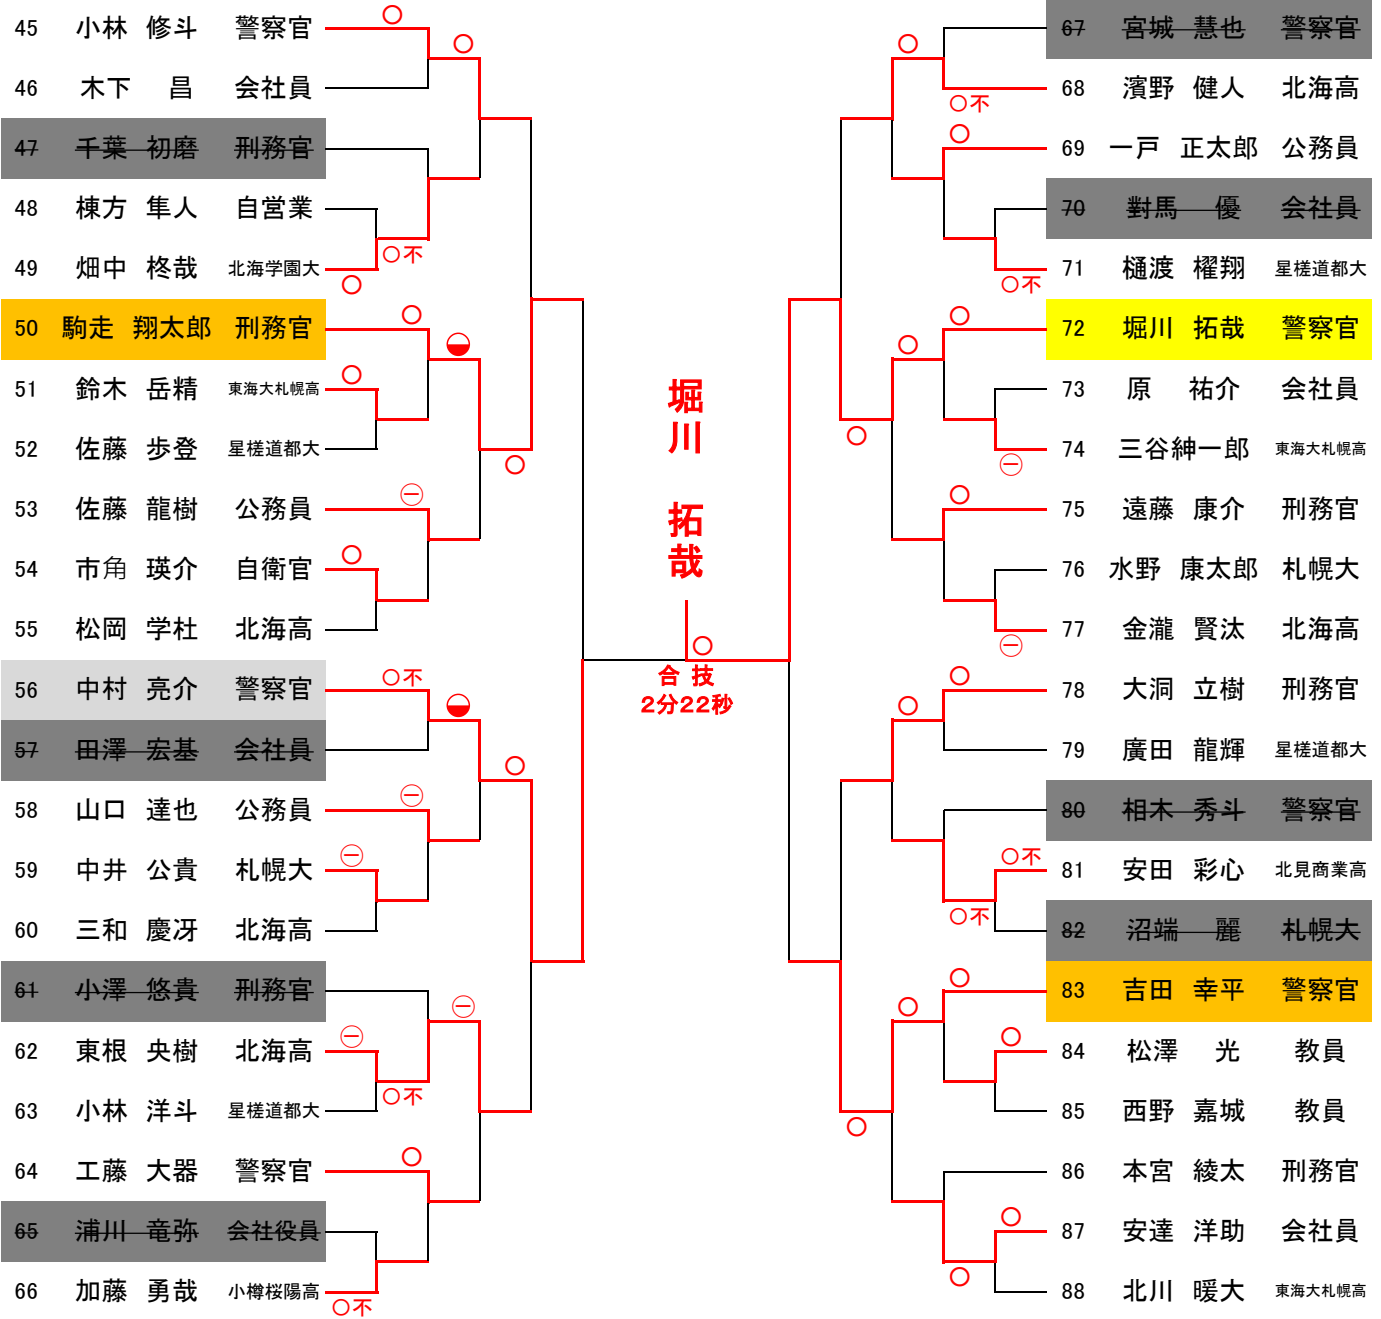 45 小林 修斗 警察官
46 木下 昌 会社員
47 千葉 初磨 刑務官
48 棟方 隼人 自営業
49 畑中 柊哉 北海学園大
50 駒走 翔太郎 刑務官
51 鈴木 岳精 東海大札幌高
52 佐藤 歩登 星槎道都大
53 佐藤 龍樹 公務員
54 市角 瑛介 自衛官
55 松岡 学杜 北海高
56 中村 亮介 警察官
57 田澤 宏基 会社員
58 山口 達也 公務員
59 中井 公貴 札幌大
60 三和 慶冴 北海高
61 小澤 悠貴 刑務官
62 東根 央樹 北海高
63 小林 洋斗 星槎道都大
64 工藤 大器 警察官
65 浦川 竜弥 会社役員
66 加藤 勇哉 小樽桜陽高
〇不
〇不
〇不
〇不
堀川 拓哉
合 技
2分22秒
67 宮城 慧也 警察官
68 濱野 健人 北海高
69 一戸 正太郎 公務員
70 對馬 優 会社員
71 樋渡 櫂翔 星槎道都大
72 堀川 拓哉 警察官
73 原 祐介 会社員
74 三谷紳一郎 東海大札幌高
75 遠藤 康介 刑務官
76 水野 康太郎 札幌大
77 金瀧 賢汰 北海高
78 大洞 立樹 刑務官
79 廣田 龍輝 星槎道都大
80 相木 秀斗 警察官
81 安田 彩心 北見商業高
82 沼端 麗 札幌大
83 吉田 幸平 警察官
84 松澤 光 教員
85 西野 嘉城 教員
86 本宮 綾太 刑務官
87 安達 洋助 会社員
88 北川 暖大 東海大札幌高
〇不
〇不
〇不
〇不